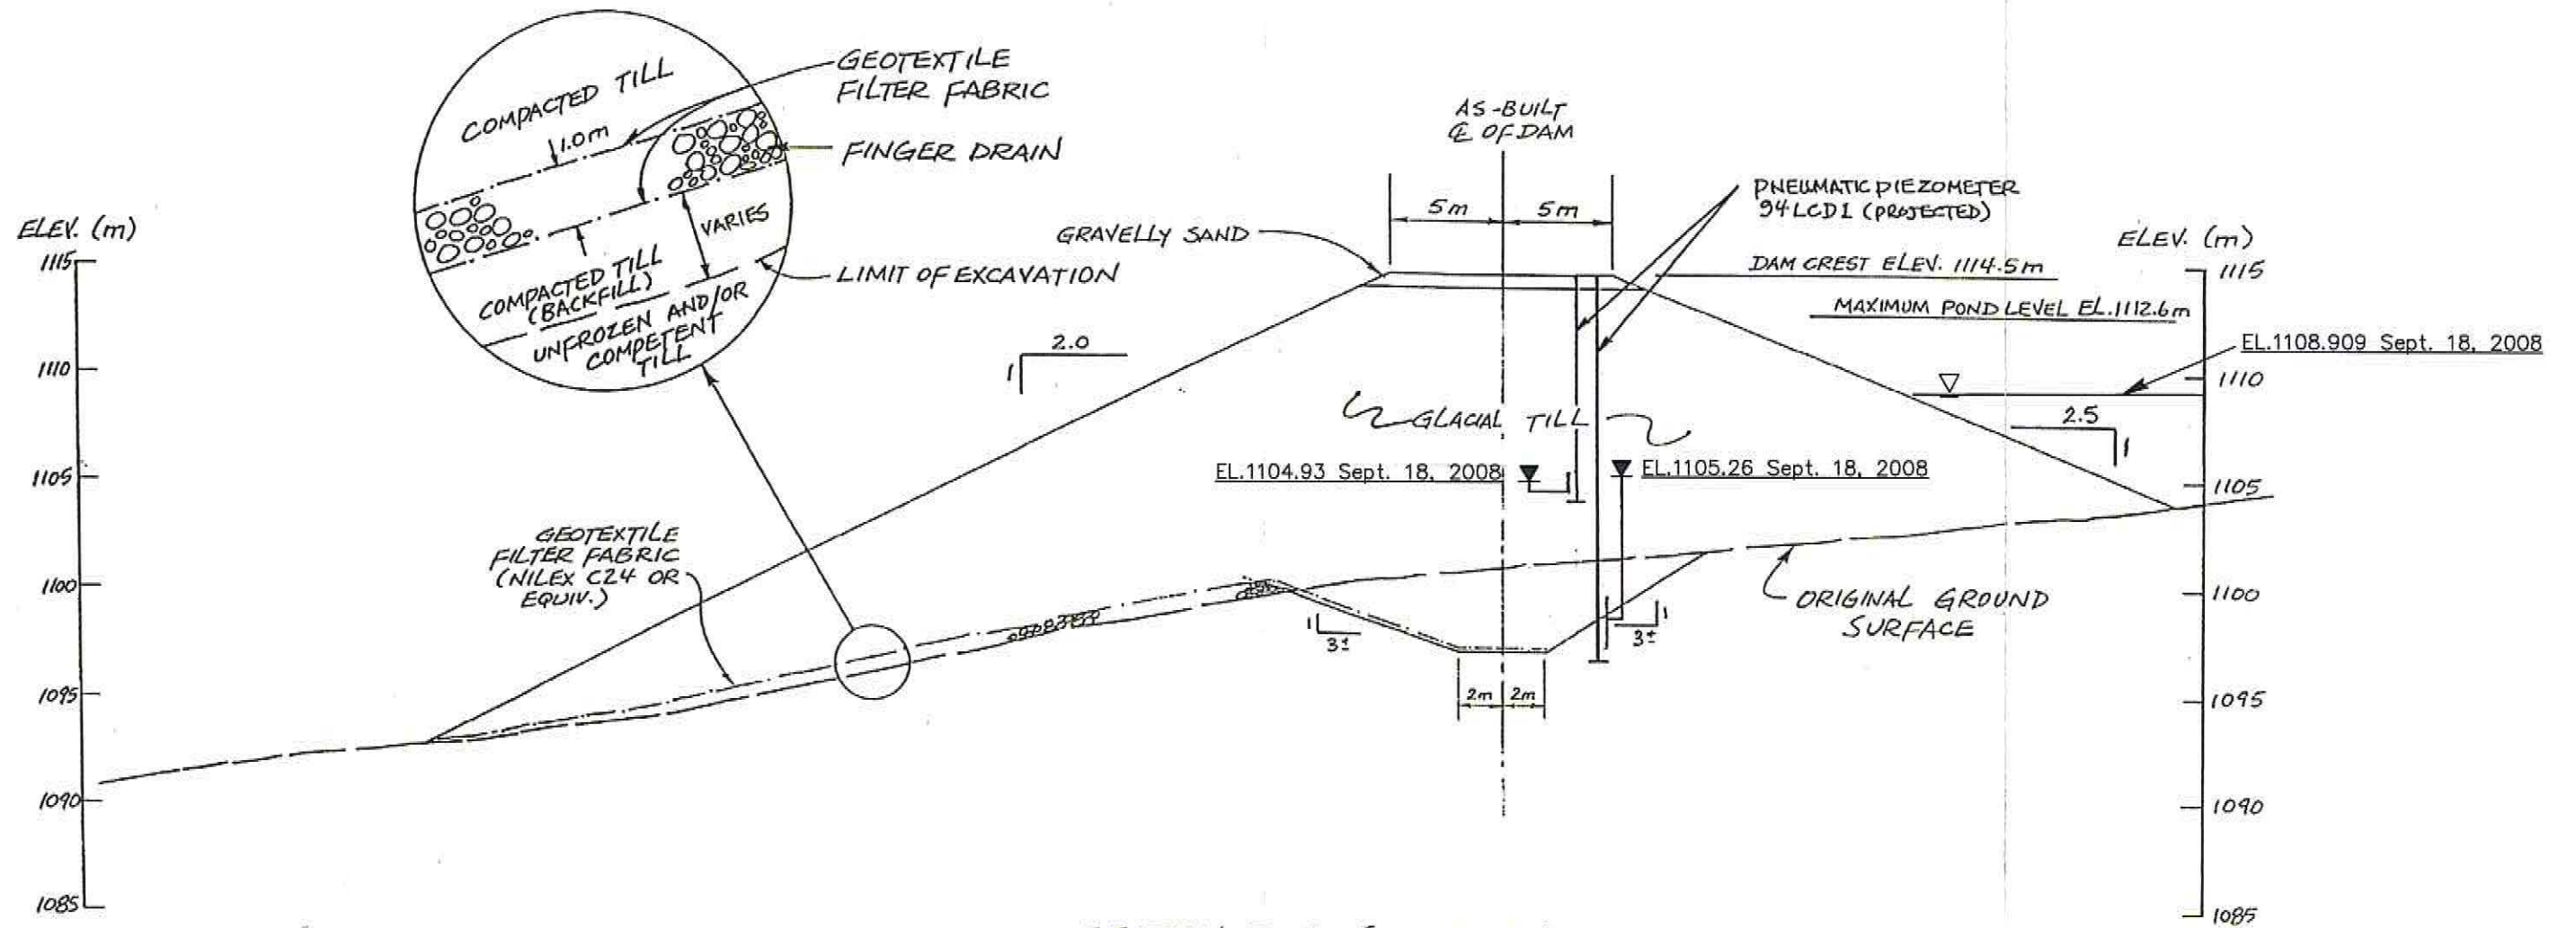 COMPACTED TILL
1.0m
VARIES
COMPACTED TILL
(BACKFILL)
UNFROZEN AND/OR
COMPETENT
TILL
GEOTEXTILE
FILTER FABRIC
FINGER DRAIN
LIMIT OF EXCAVATION
AS-BUILT
℄ OF DAM
5m
5m
PNEUMATIC PIEZOMETER
94LCD1 (PROJECTED)
GRAVELLY SAND
DAM CREST ELEV. 1114.5m
MAXIMUM POND LEVEL EL.1112.6m
EL.1108.909 Sept. 18, 2008
ELEV. (m)
1115
1110
1105
1100
1095
1090
1085
1
2.0
GLACIAL TILL
2.5
1
EL.1104.93 Sept. 18, 2008
EL.1105.26 Sept. 18, 2008
GEOTEXTILE
FILTER FABRIC
(NILEX C24 OR
EQUIV.)
1
3±
1
3±
ORIGINAL GROUND
SURFACE
2m
2m
ELEV. (m)
1115
1110
1105
1100
1095
1090
1085